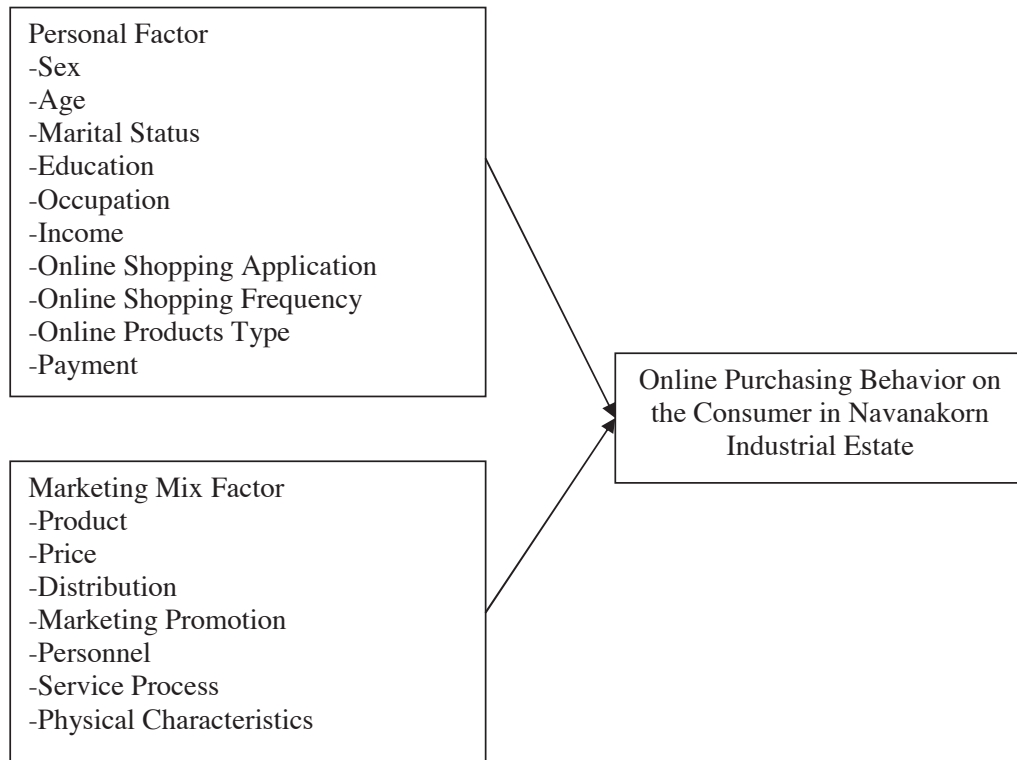 Personal Factor
-Sex
-Age
-Marital Status
-Education
-Occupation
-Income
-Online Shopping Application
-Online Shopping Frequency
-Online Products Type
-Payment
Marketing Mix Factor
-Product
-Price
-Distribution
-Marketing Promotion
-Personnel
-Service Process
-Physical Characteristics
Online Purchasing Behavior on
the Consumer in Navanakorn
Industrial Estate